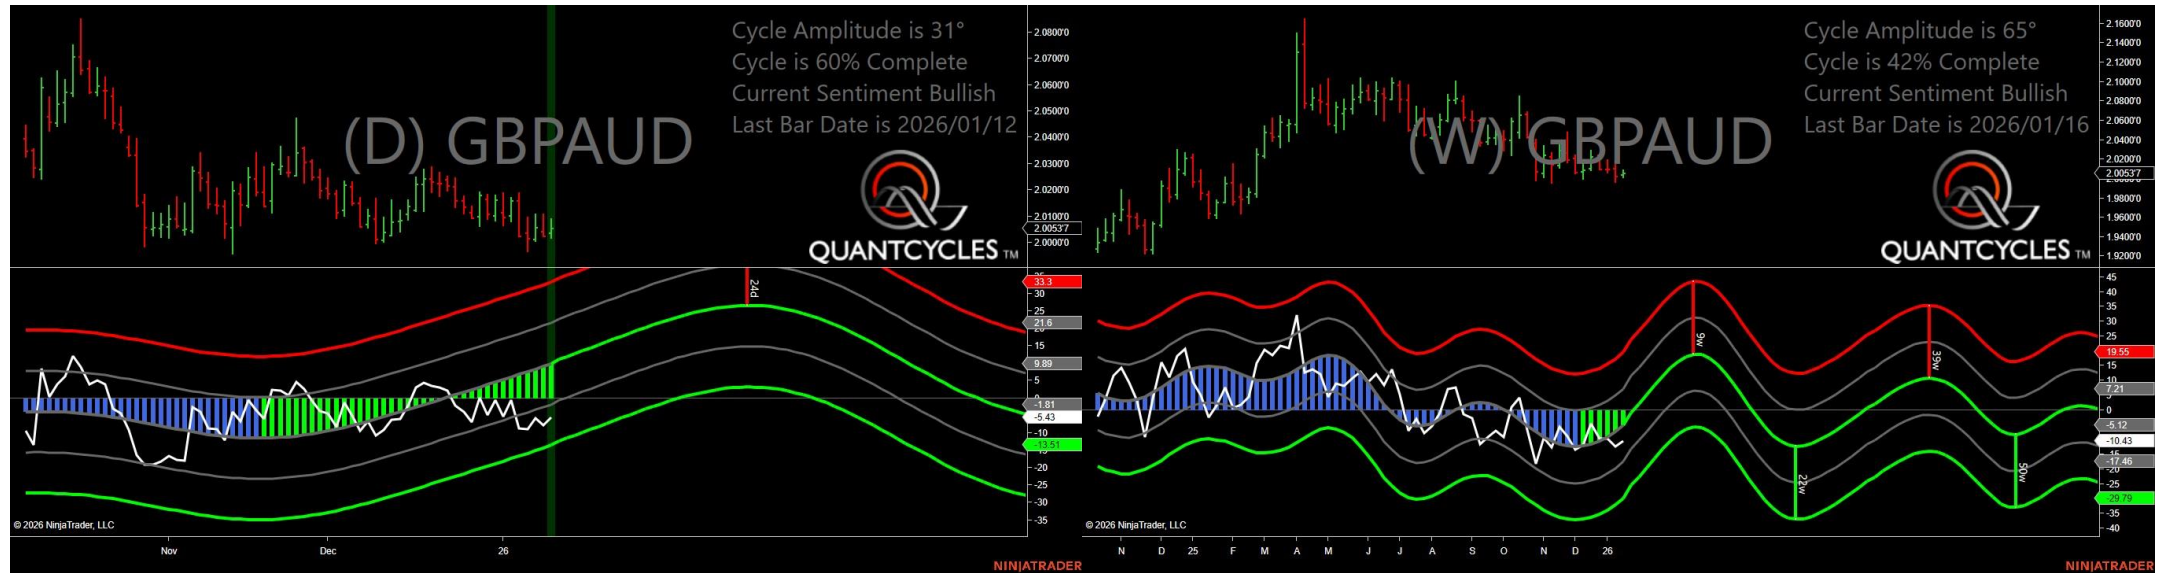 Cycle Amplitude is 31°
Cycle is 60% Complete
Current Sentiment Bullish
Last Bar Date is 2026/01/12
(D) GBPAUD
QUANTCYCLES TM
2.0800'0
2.0700'0
2.0600'0
2.0500'0
2.0400'0
2.0300'0
2.0200'0
2.0100'0
2.0053'7
2.0000'0
24d
33.3
30
25
21.6
15
9.89
5
-1.81
-5.43
-10
-13.51
-20
-25
-30
-35
© 2026 NinjaTrader, LLC
Nov
Dec
26
NINJATRADER
Cycle Amplitude is 65°
Cycle is 42% Complete
Current Sentiment Bullish
Last Bar Date is 2026/01/16
(W) GBPAUD
QUANTCYCLES TM
2.1600'0
2.1400'0
2.1200'0
2.1000'0
2.0800'0
2.0600'0
2.0400'0
2.0200'0
2.0053'7
1.9800'0
1.9600'0
1.9400'0
1.9200'0
9w
39w
22w
50w
45
40
35
30
25
19.55
15
10
7.21
5
0
-5.12
-10.43
-17.46
-20
-25
-29.79
-35
-40
© 2026 NinjaTrader, LLC
N
D
25
F
M
A
M
J
J
A
S
O
N
D
26
NINJATRADER